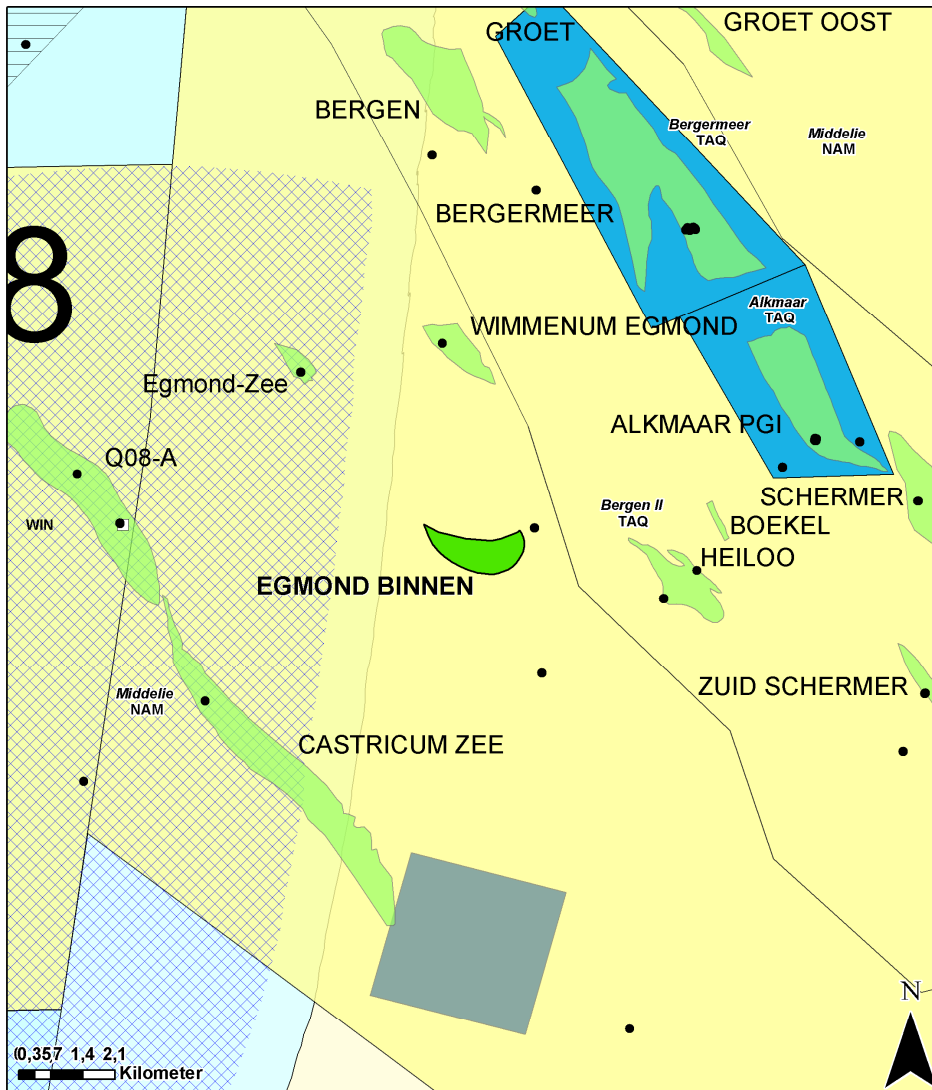 GROET
GROET OOST
BERGEN
Bergermeer
TAQ
Middelie
NAM
BERGERMEER
8
Alkmaar
TAQ
WIMMENUM EGMOND
Egmond-Zee
ALKMAAR PGI
Q08-A
SCHERMER
WIN
Bergen II
TAQ
BOEKEL
HEILOO
EGMOND BINNEN
ZUID SCHERMER
Middelie
NAM
CASTRICUM ZEE
N
0 0,357 1,4 2,1
Kilometer